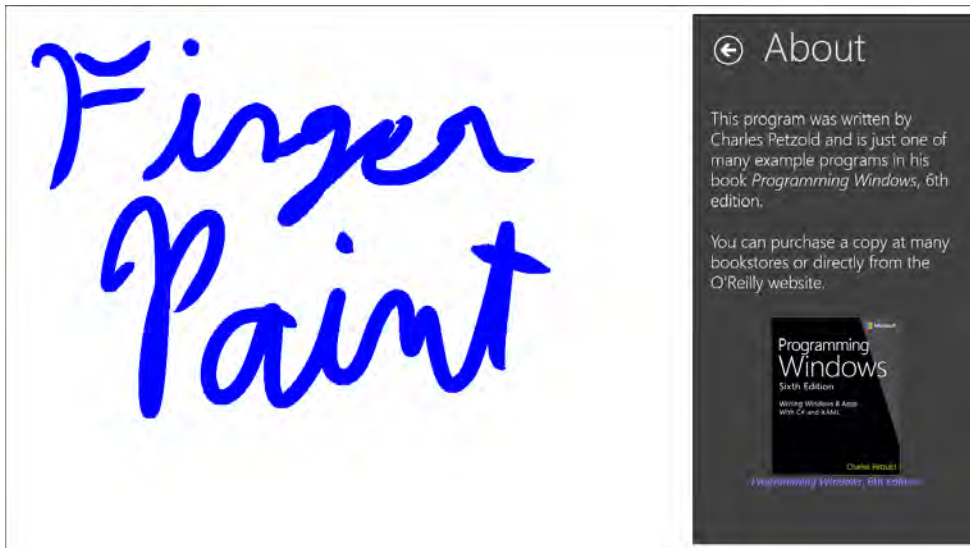 Finger
Paint
About
This program was written by
Charles Petzold and is just one of
many example programs in his
book Programming Windows, 6th
edition.
You can purchase a copy at many
bookstores or directly from the
O'Reilly website.
Microsoft
Programming
Windows
Sixth Edition
Writing Windows 8 Apps
With C# and XAML
Charles Petzold
Programming Windows, 6th edition